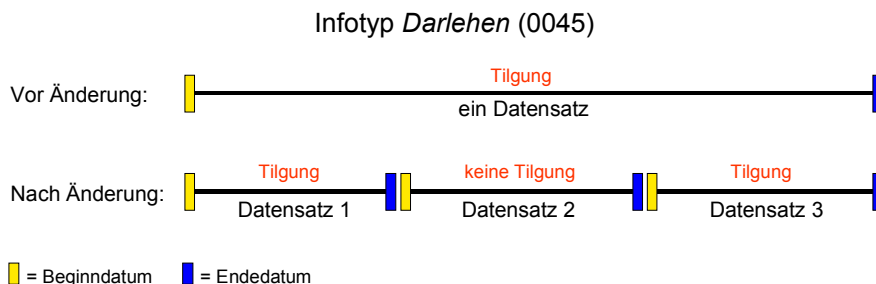 Infotyp Darlehen (0045)
Tilgung
Vor Änderung:
ein Datensatz
Tilgung keine Tilgung Tilgung
Nach Änderung:
Datensatz 1 Datensatz 2 Datensatz 3
= Beginndatum = Endedatum